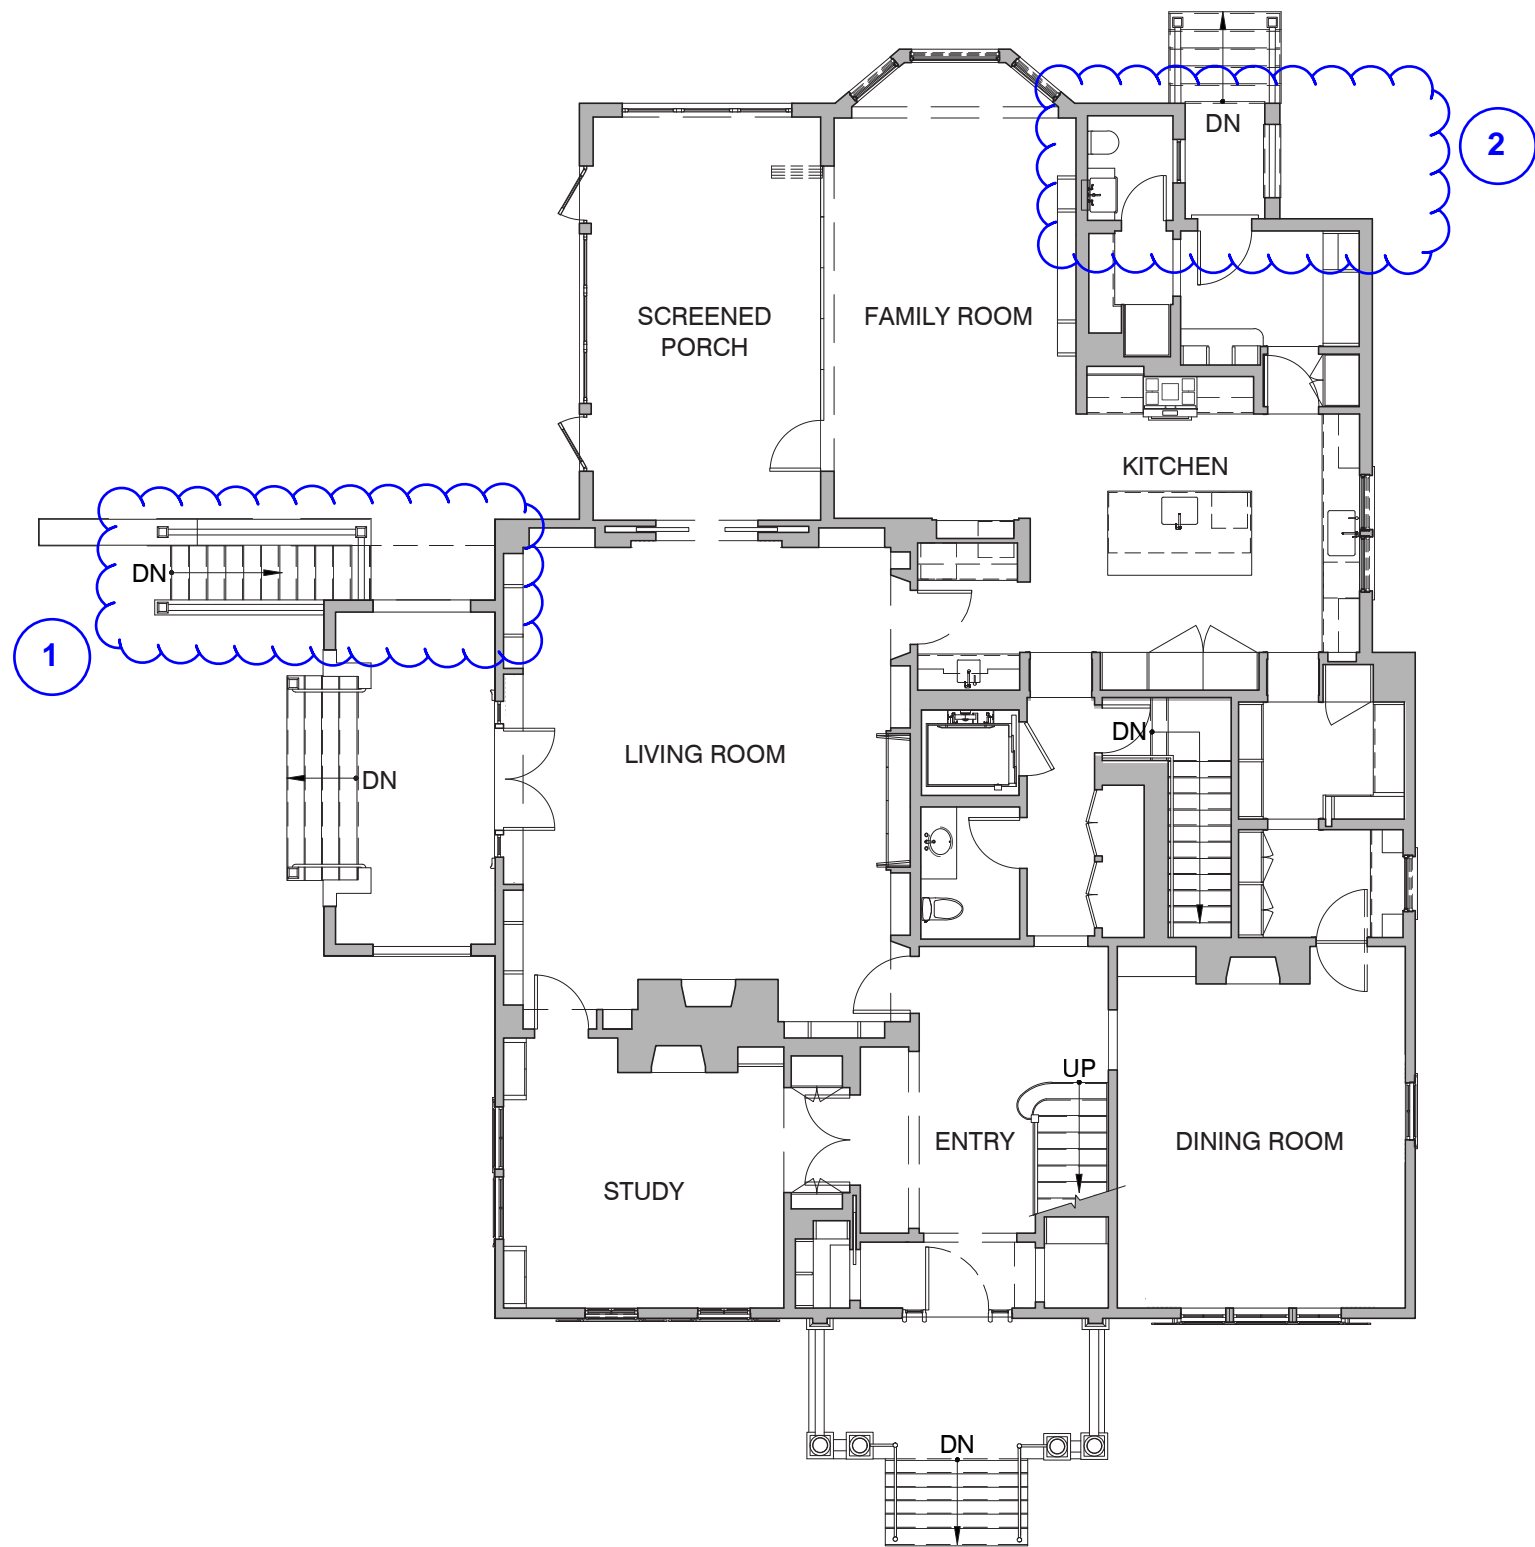 DN
2
SCREENED
PORCH
FAMILY ROOM
KITCHEN
DN
1
DN
LIVING ROOM
DN
UP
ENTRY
DINING ROOM
STUDY
DN